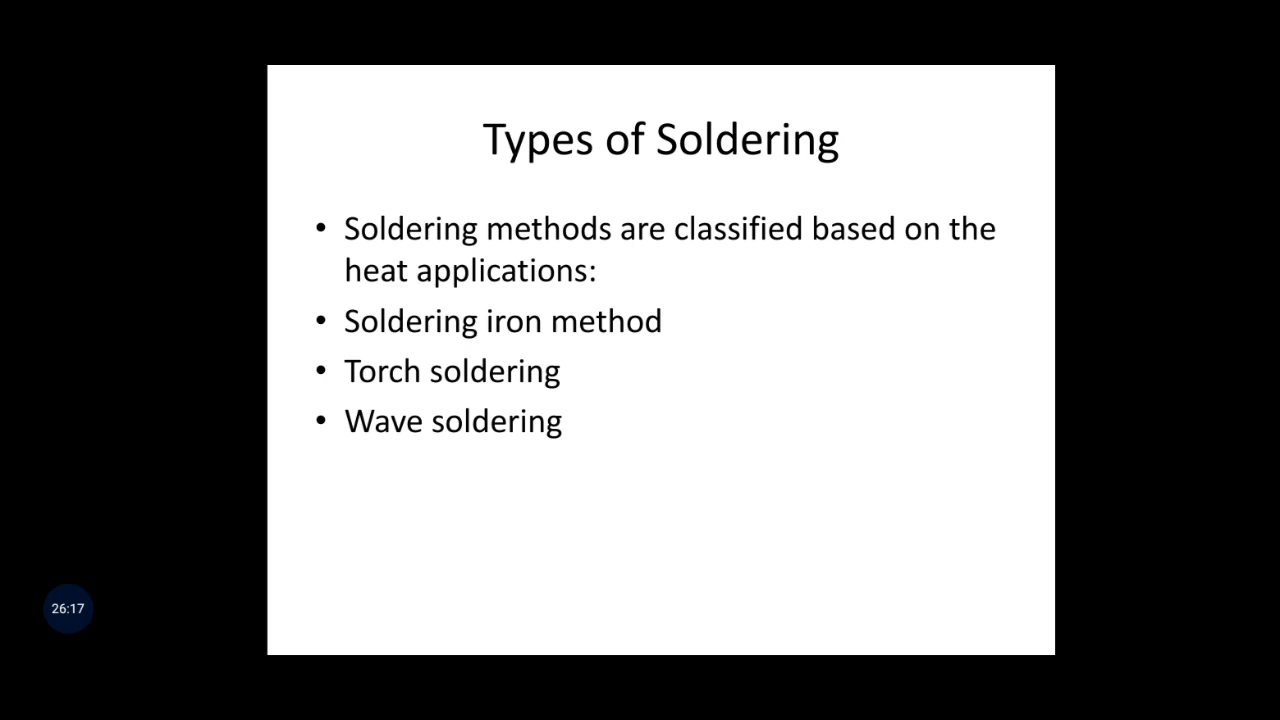 Types of Soldering
• Soldering methods are classified based on the
heat applications:
• Soldering iron method
• Torch soldering
• Wave soldering
26:17